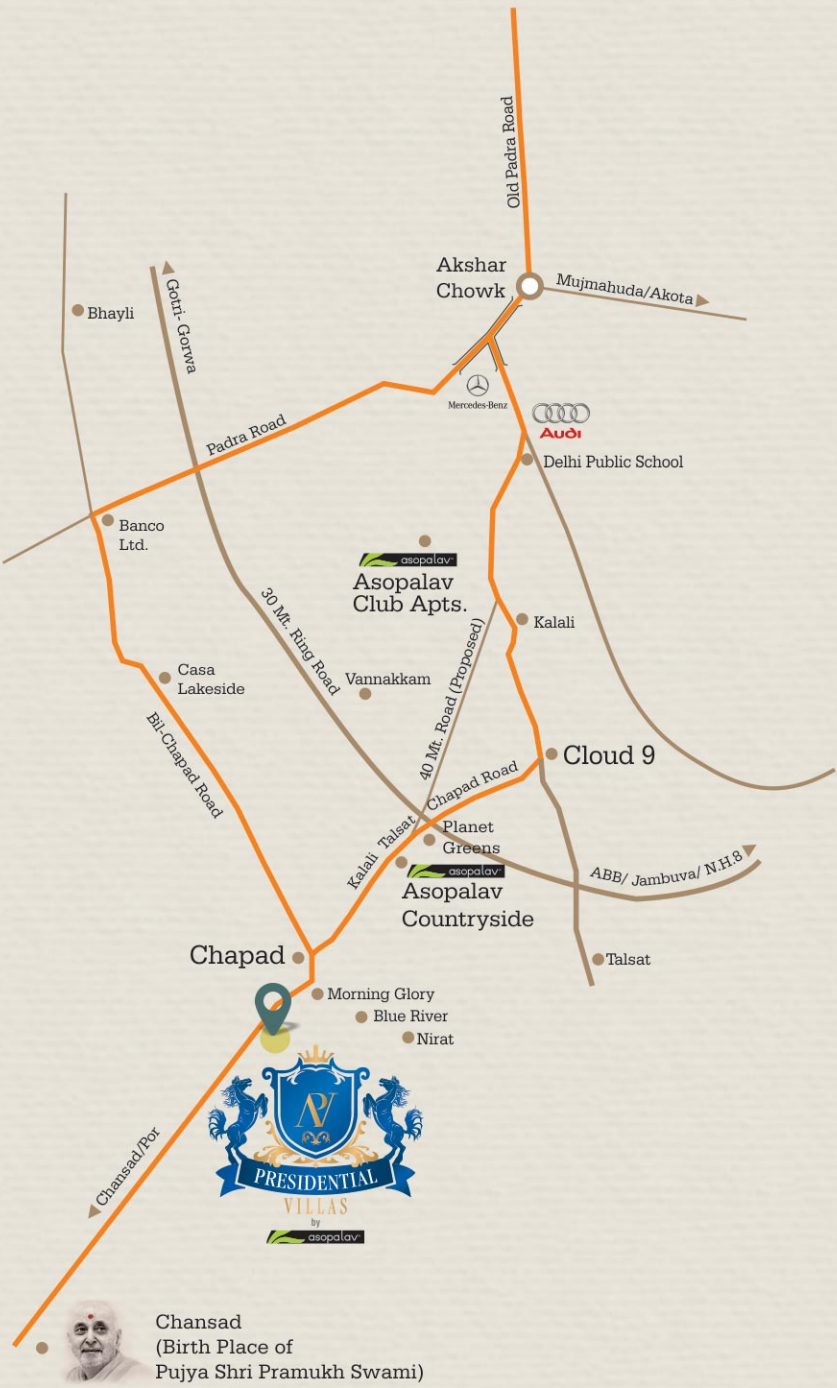 Old Padra Road
Akshar
Chowk
Mujmahuda/Akota
Bhayli
Gotri- Gorwa
Mercedes-Benz
Audi
Padra Road
Delhi Public School
Banco
Ltd.
asopalav
Asopalav
Club Apts.
30 Mt. Ring Road
Kalali
Casa
Lakeside
Vannakkam
40 Mt. Road (Proposed)
Bil-Chapad Road
Cloud 9
Kalali Talsat Chapad Road
Planet
Greens
asopalav
Asopalav
Countryside
ABB/ Jambuva/ N.H.8
Chapad
Talsat
Morning Glory
Blue River
Nirat
APV
PRESIDENTIAL
VILLAS
by
asopalav
Chansad/Por
Chansad
(Birth Place of
Pujya Shri Pramukh Swami)